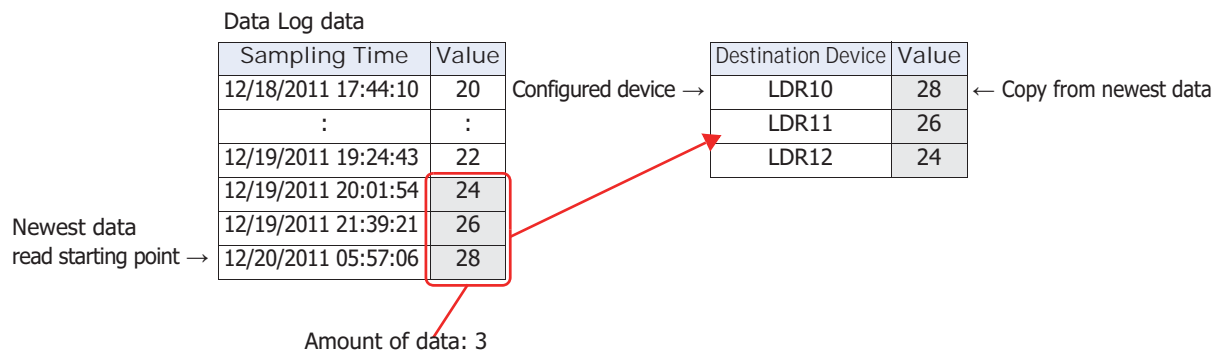 Data Log data
Sampling Time Value
12/18/2011 17:44:10 20
: :
12/19/2011 19:24:43 22
12/19/2011 20:01:54 24
12/19/2011 21:39:21 26
12/20/2011 05:57:06 28
Newest data
read starting point →
Amount of data: 3
Destination Device Value
Configured device → LDR10 28 ← Copy from newest data
LDR11 26
LDR12 24